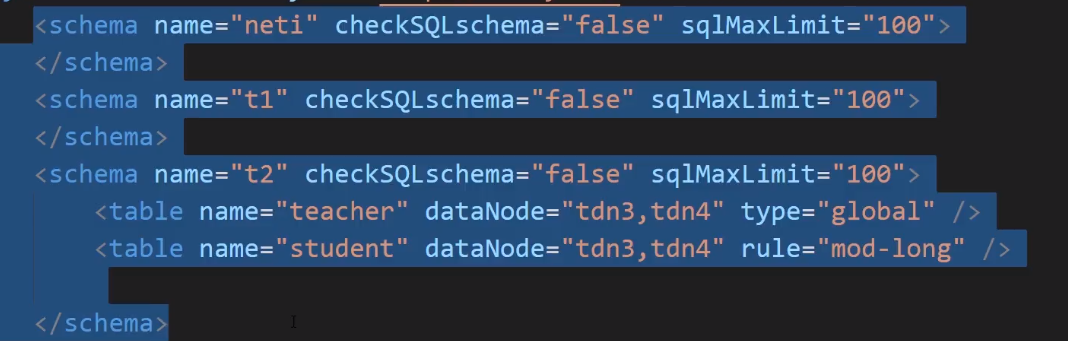 <schema name="neti" checkSQLschema="false" sqlMaxLimit="100">
</schema>
<schema name="t1" checkSQLschema="false" sqlMaxLimit="100">
</schema>
<schema name="t2" checkSQLschema="false" sqlMaxLimit="100">
<table name="teacher" dataNode="tdn3,tdn4" type="global" />
<table name="student" dataNode="tdn3,tdn4" rule="mod-long" />
</schema>